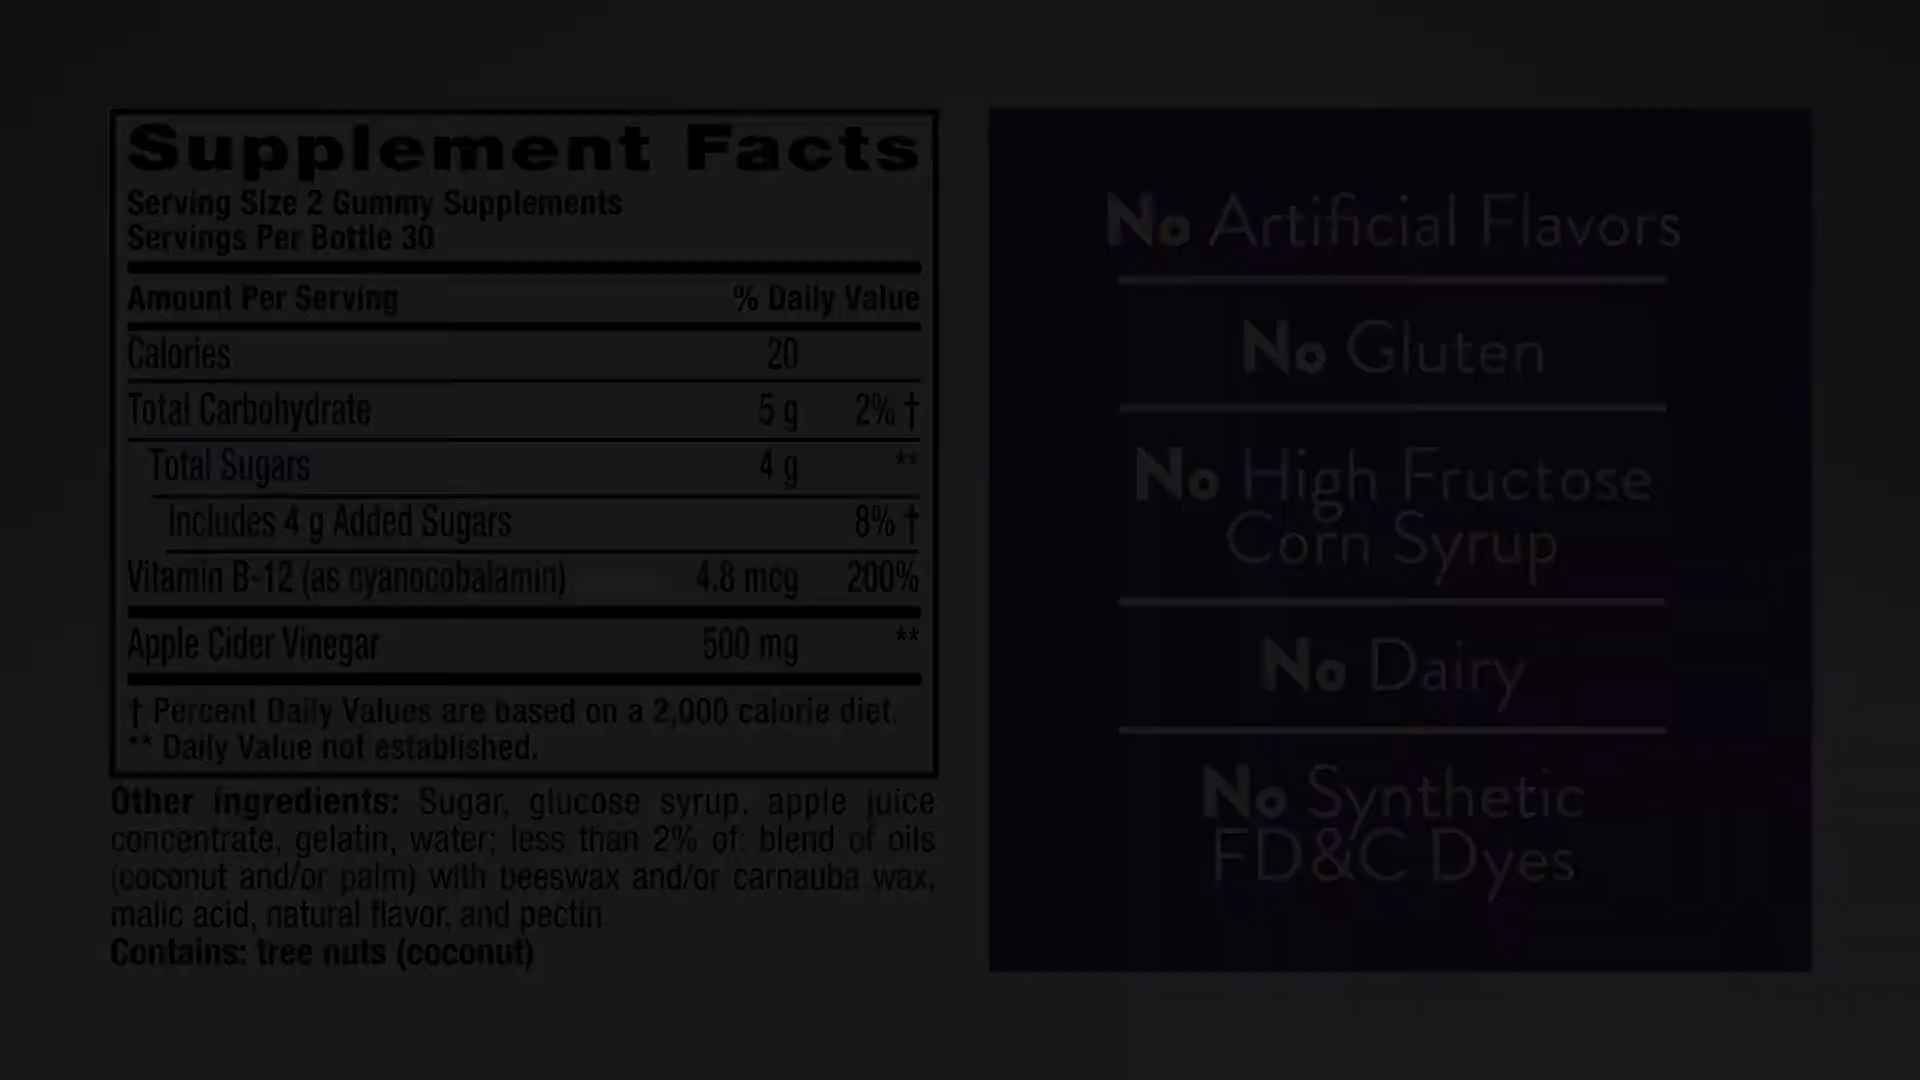 Supplement Facts
Serving Size 2 Gummy Supplements
Servings Per Bottle 30
Amount Per Serving % Daily Value
Calories 20
Total Carbohydrate 5 g 2% †
Total Sugars 4 g **
Includes 4 g Added Sugars 8% †
Vitamin B-12 (as cyanocobalamin) 4.8 mcg 200%
Apple Cider Vinegar 500 mg **
† Percent Daily Values are based on a 2,000 calorie diet.
** Daily Value not established.
Other ingredients: Sugar, glucose syrup, apple juice
concentrate, gelatin, water; less than 2% of: blend of oils
(coconut and/or palm) with beeswax and/or carnauba wax,
malic acid, natural flavor, and pectin.
Contains: tree nuts (coconut)
No Artificial Flavors
No Gluten
No High Fructose
Corn Syrup
No Dairy
No Synthetic
FD&C Dyes